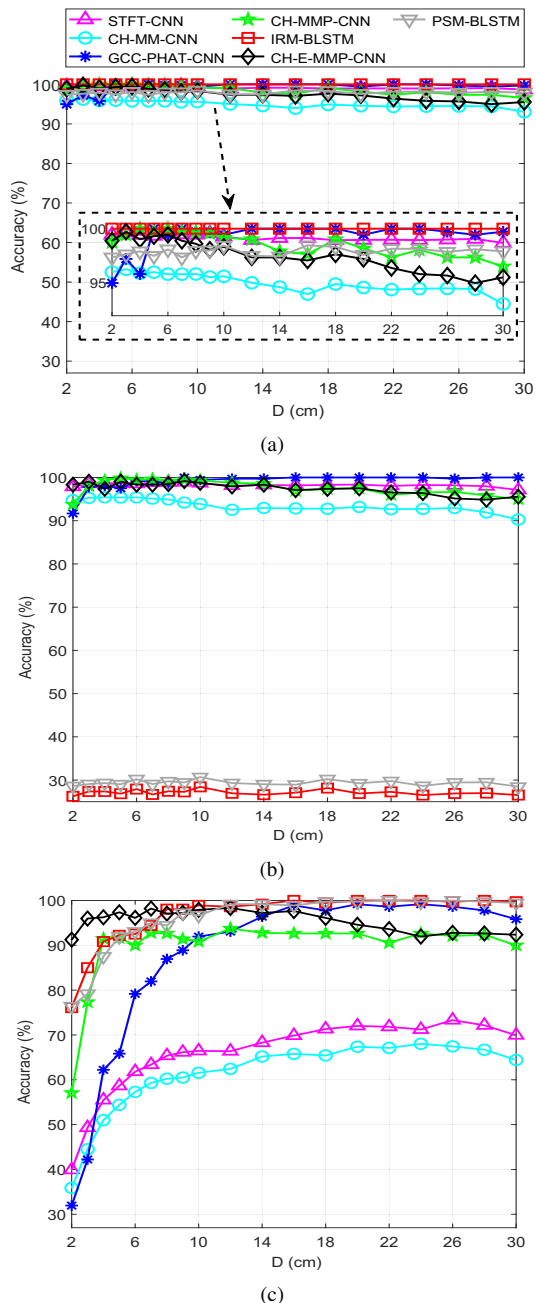 STFT-CNN CH-MMP-CNN PSM-BLSTM
CH-MM-CNN IRM-BLSTM
GCC-PHAT-CNN CH-E-MMP-CNN
100
90
80
70
60
50
40
30
Accuracy (%)
100
95
2 6 10 14 18 22 26 30
2 6 10 14 18 22 26 30
D (cm)
(a)
100
90
80
70
60
50
40
30
Accuracy (%)
2 6 10 14 18 22 26 30
D (cm)
(b)
100
90
80
70
60
50
40
30
Accuracy (%)
2 6 10 14 18 22 26 30
D (cm)
(c)